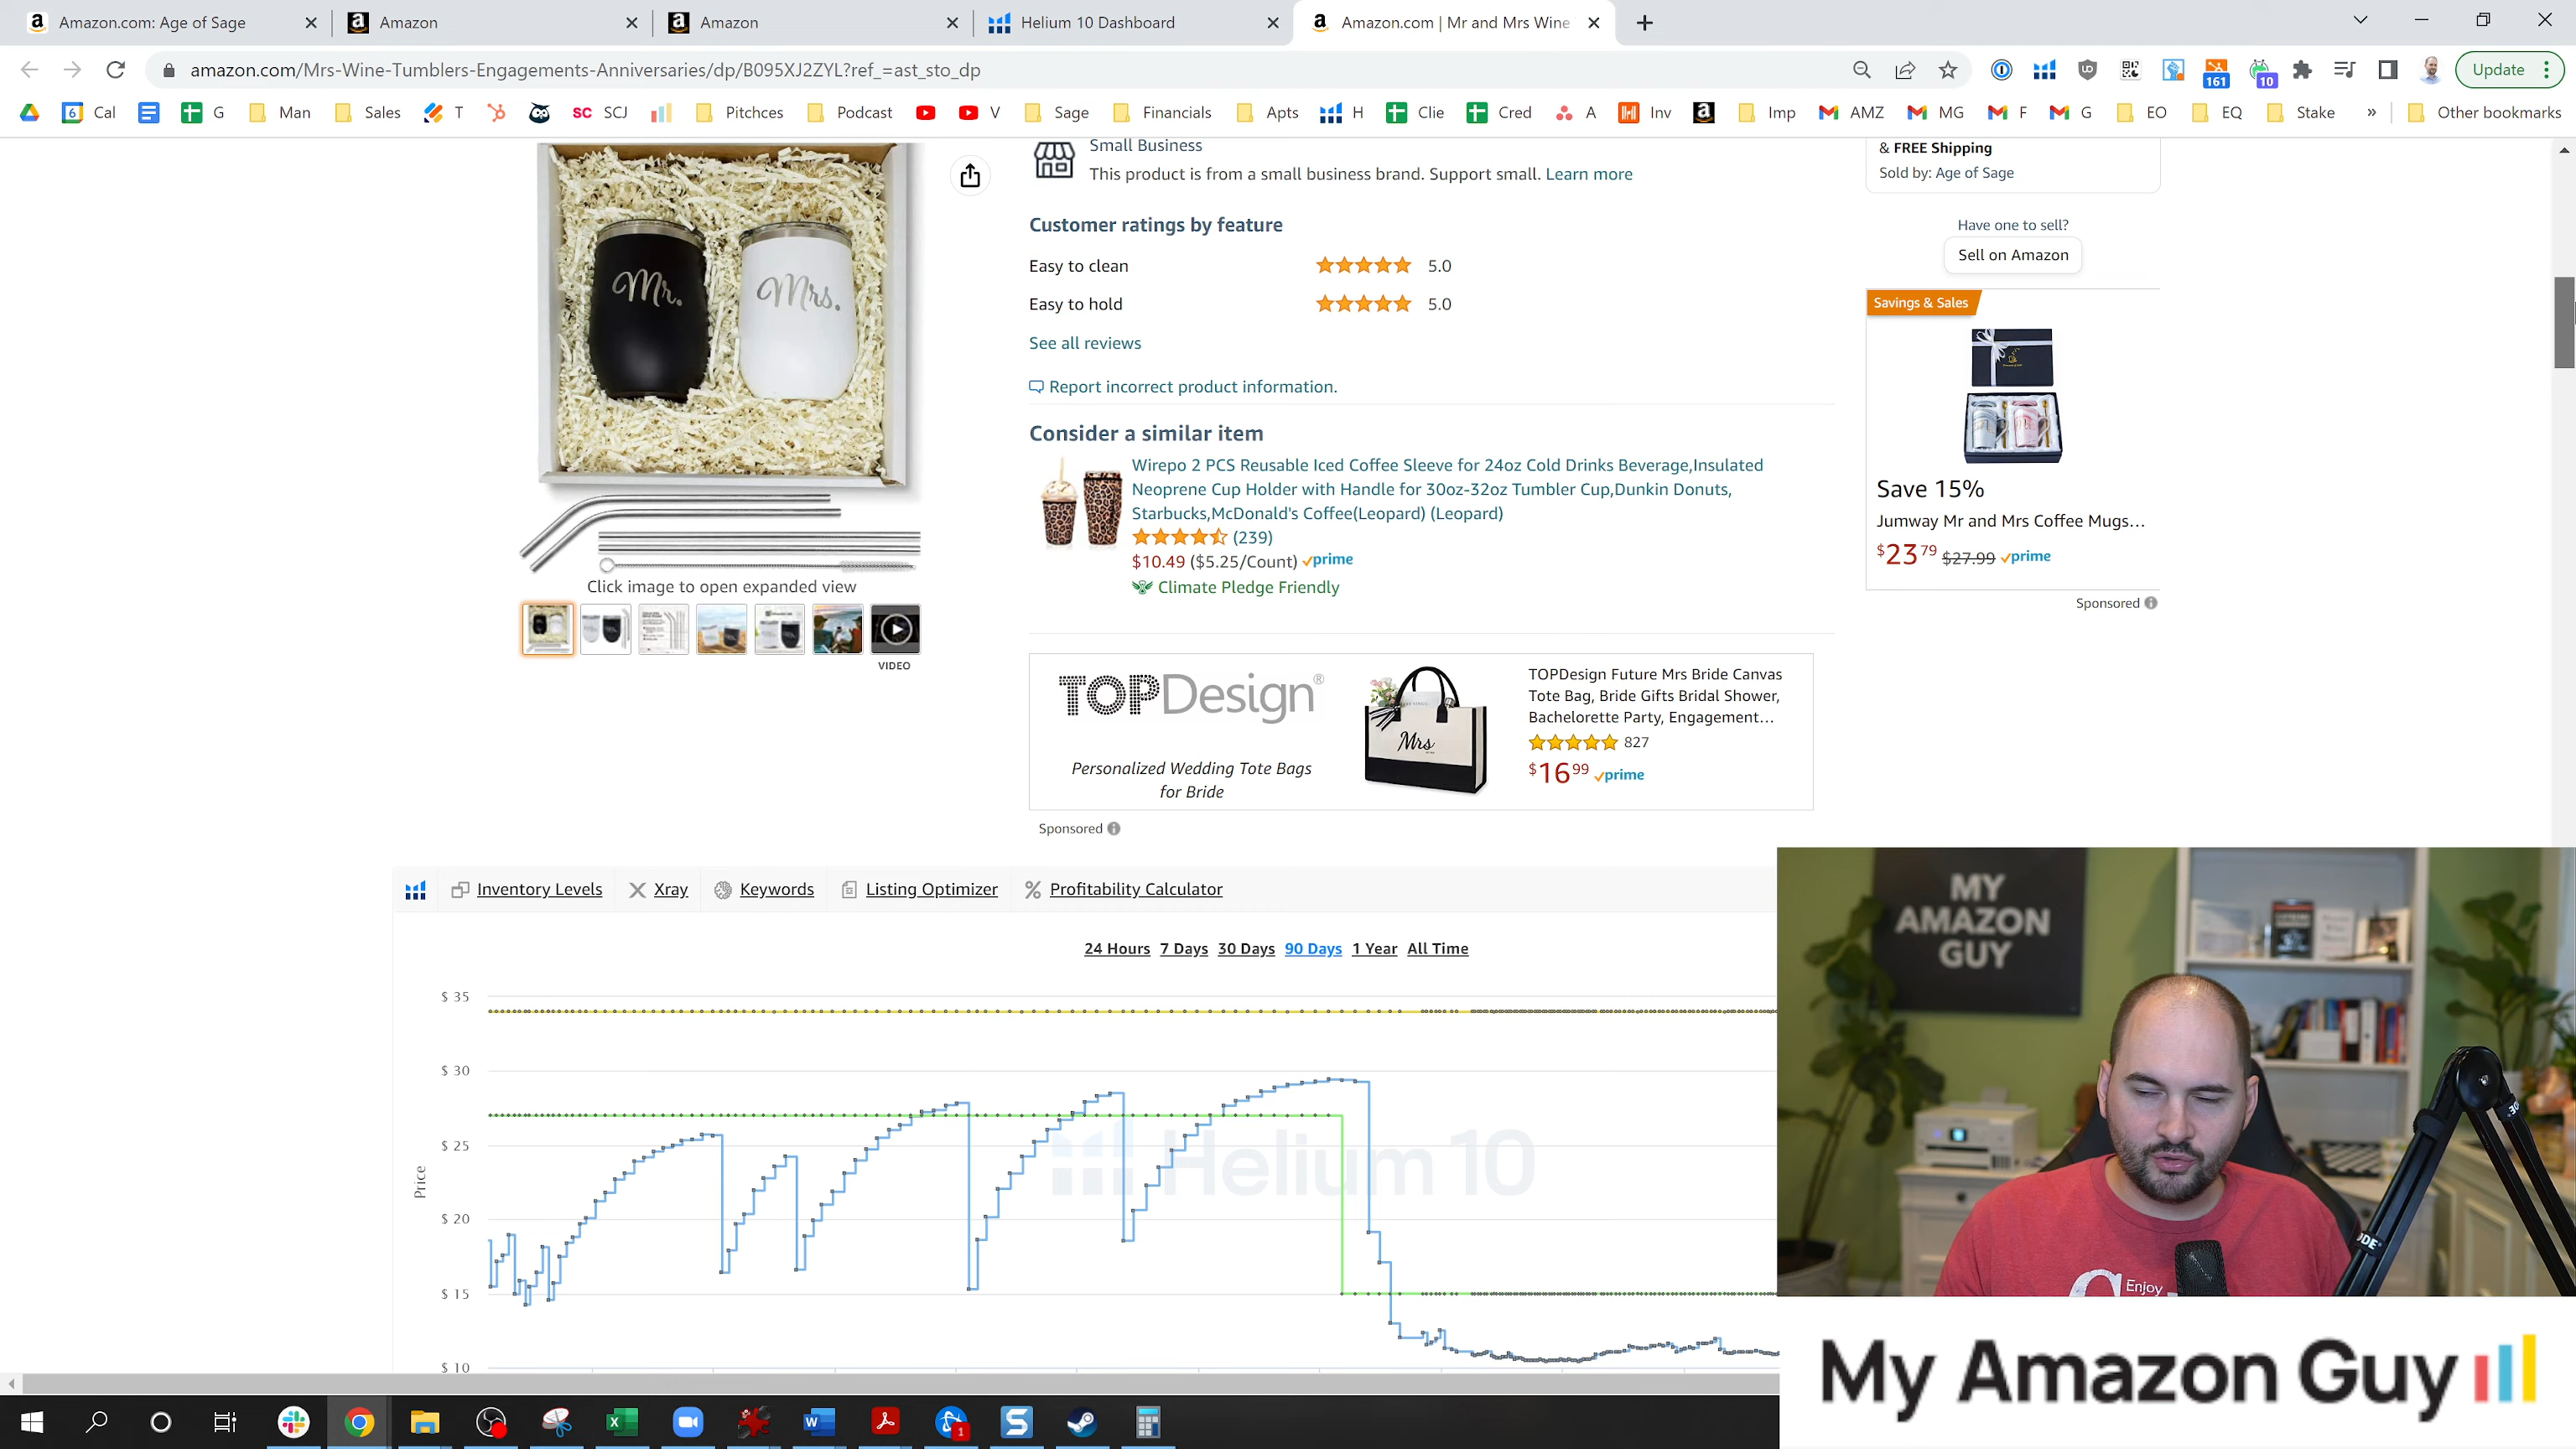 Amazon.com: Age of Sage
Amazon
Amazon
Helium 10 Dashboard
Amazon.com | Mr and Mrs Wine
amazon.com/Mrs-Wine-Tumblers-Engagements-Anniversaries/dp/B095XJ2ZYL?ref_=ast_sto_dp
161
10
Update
6 Cal
G
Man
Sales
T
SC SCJ
Pitchces
Podcast
V
Sage
Financials
Apts
H
Clie
Cred
A
Inv
Imp
AMZ
MG
F
G
EO
EQ
Stake
»
Other bookmarks
Mr.
Mrs.
Click image to open expanded view
VIDEO
Small Business
This product is from a small business brand. Support small. Learn more
Customer ratings by feature
Easy to clean 5.0
Easy to hold 5.0
See all reviews
Report incorrect product information.
Consider a similar item
Wirepo 2 PCS Reusable Iced Coffee Sleeve for 24oz Cold Drinks Beverage,Insulated
Neoprene Cup Holder with Handle for 30oz-32oz Tumbler Cup,Dunkin Donuts,
Starbucks,McDonald's Coffee(Leopard) (Leopard)
(239)
$10.49 ($5.25/Count) prime
Climate Pledge Friendly
TOPDesign®
Personalized Wedding Tote Bags
for Bride
Mrs
TOPDesign Future Mrs Bride Canvas
Tote Bag, Bride Gifts Bridal Shower,
Bachelorette Party, Engagement...
827
$16 99 prime
Sponsored
& FREE Shipping
Sold by: Age of Sage
Have one to sell?
Sell on Amazon
Savings & Sales
Save 15%
Jumway Mr and Mrs Coffee Mugs...
$23 79 $27.99 prime
Sponsored
Inventory Levels
Xray
Keywords
Listing Optimizer
Profitability Calculator
24 Hours 7 Days 30 Days 90 Days 1 Year All Time
$ 35
$ 30
$ 25
$ 20
$ 15
$ 10
Price
Helium 10
MY
AMAZON
GUY
Enjoy
My Amazon Guy
1